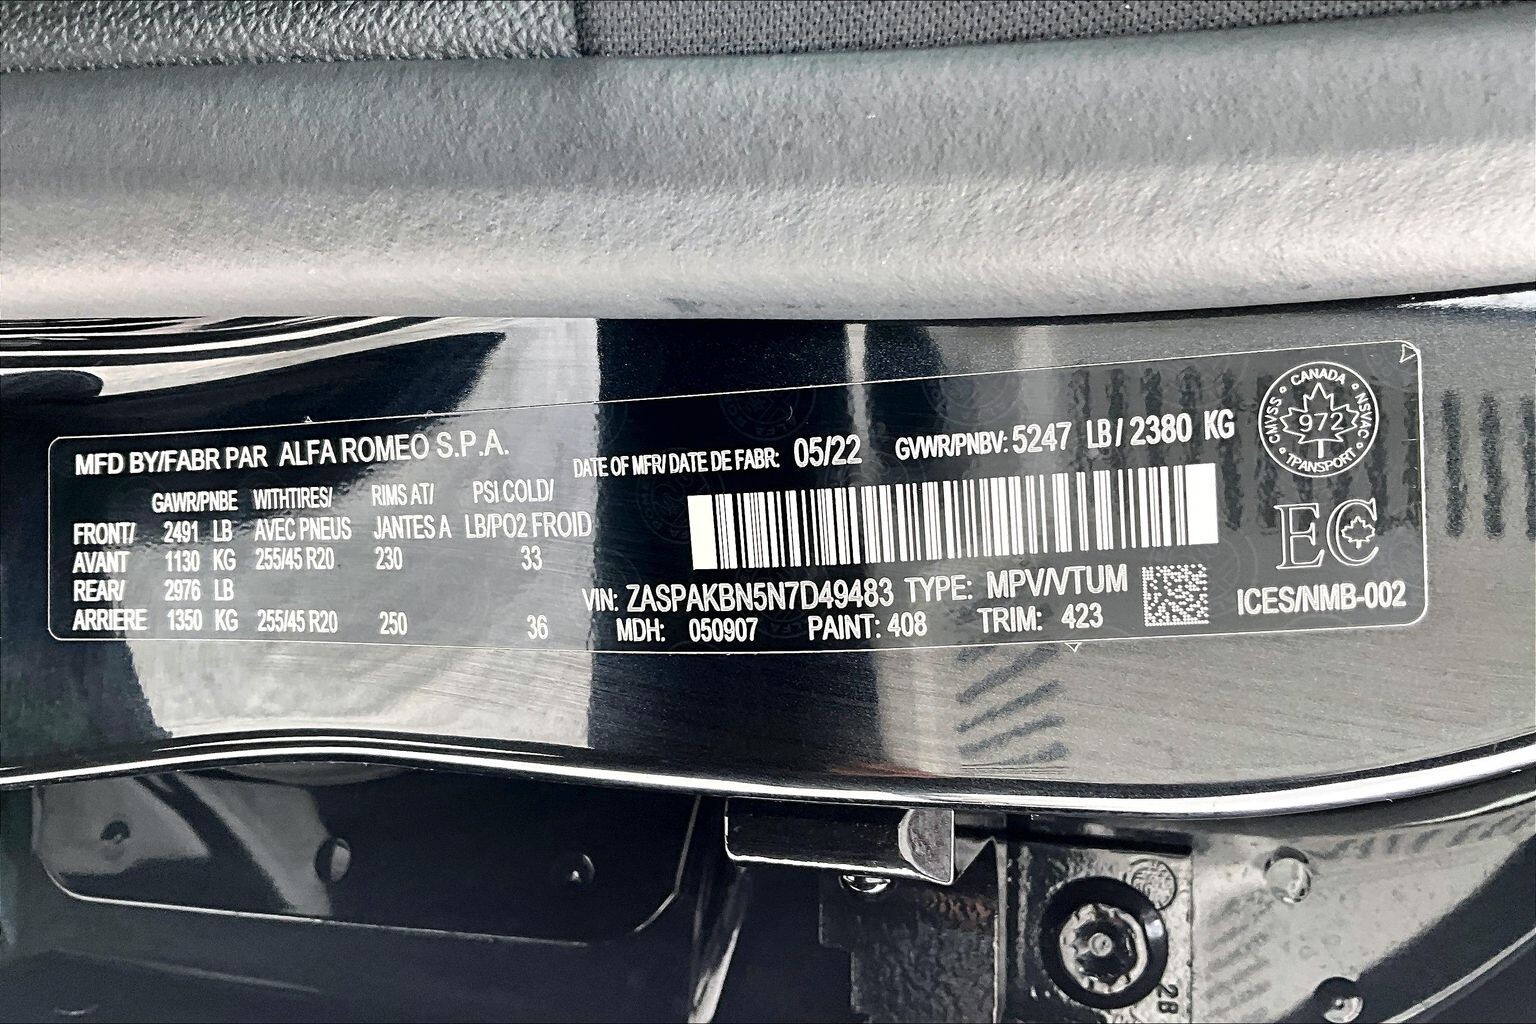 MFD BY/FABR PAR ALFA ROMEO S.P.A.
DATE OF MFR/ DATE DE FABR: 05/22 GVWR/PNBV: 5247 LB / 2380 KG
GAWR/PNBE WITHTIRES/ RIMS AT/ PSI COLD/
FRONT/ 2491 LB AVEC PNEUS JANTES A LB/PO2 FROID
AVANT 1130 KG 255/45 R20 230 33
REAR/ 2976 LB
ARRIERE 1350 KG 255/45 R20 250 36
VIN: ZASPAKBN5N7D49483 TYPE: MPV/VTUM
MDH: 050907 PAINT: 408 TRIM: 423
CANADA
CMVSS 972 NSVAC
TRANSPORT
EC
ICES/NMB-002
28